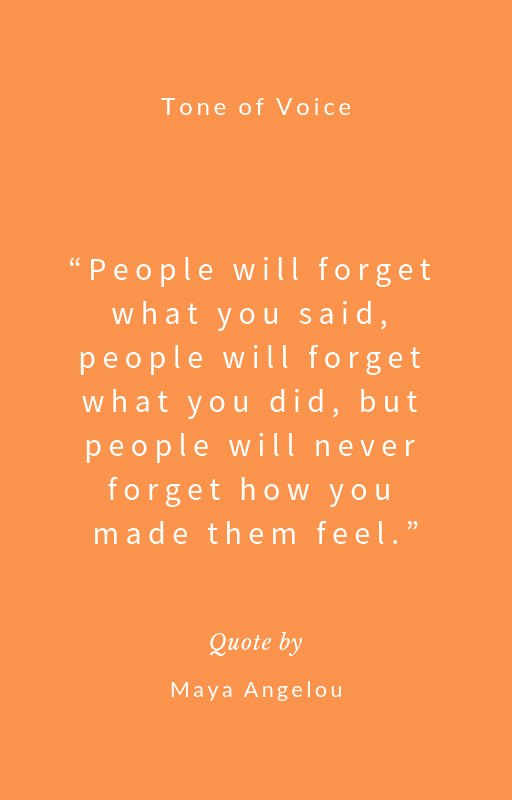 Tone of Voice
“People will forget
what you said,
people will forget
what you did, but
people will never
forget how you
made them feel.”
Quote by
Maya Angelou